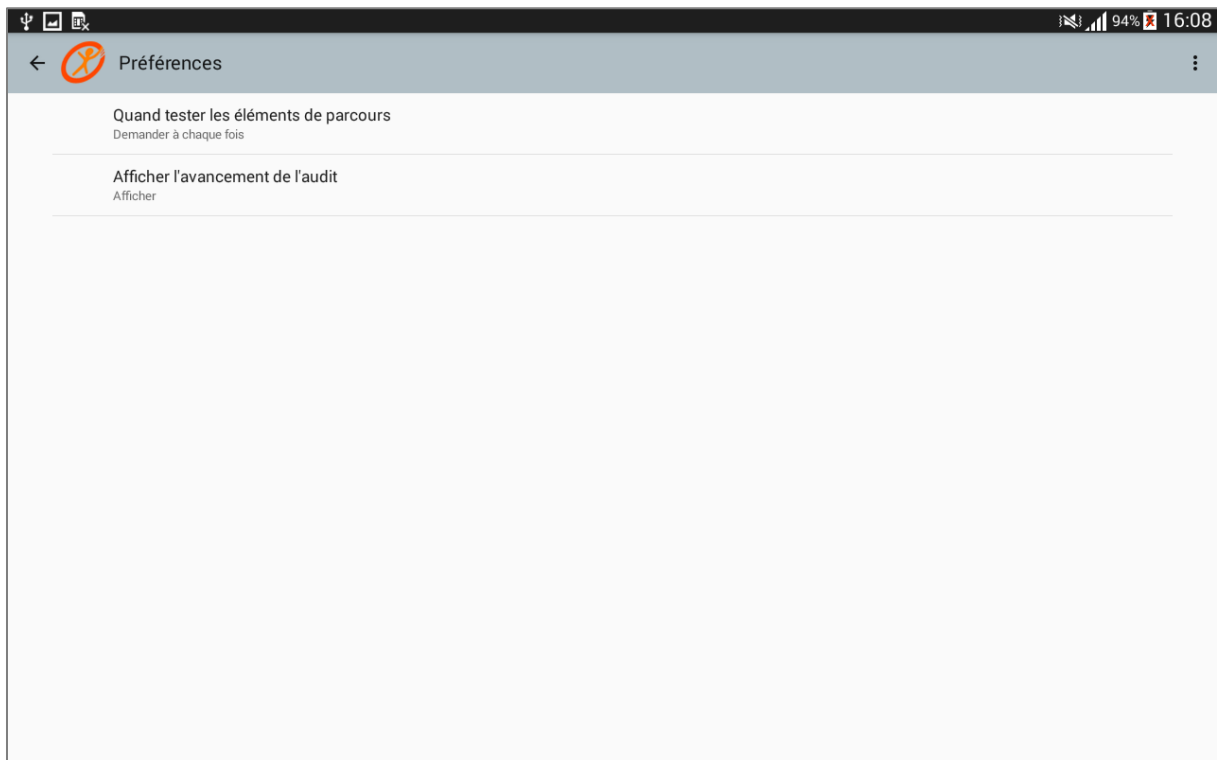 94% 16:08
Préférences
Quand tester les éléments de parcours
Demander à chaque fois
Afficher l'avancement de l'audit
Afficher